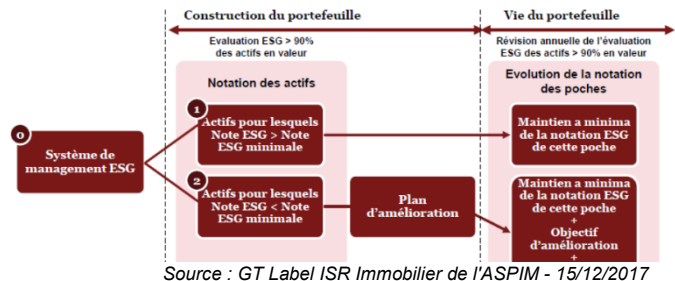 Construction du portefeuille
Vie du portefeuille
Evaluation ESG > 90%
des actifs en valeur
Révision annuelle de l'évaluation
ESG des actifs > 90% en valeur
Notation des actifs
Evolution de la notation
des poches
0
Système de
management ESG
1
Actifs pour lesquels
Note ESG > Note
ESG minimale
Maintien a minima
de la notation ESG
de cette poche
2
Actifs pour lesquels
Note ESG < Note
ESG minimale
Plan
d'amélioration
Maintien a minima
de la notation ESG
de cette poche
+
Objectif
d'amélioration
+
Source : GT Label ISR Immobilier de l'ASPIM - 15/12/2017